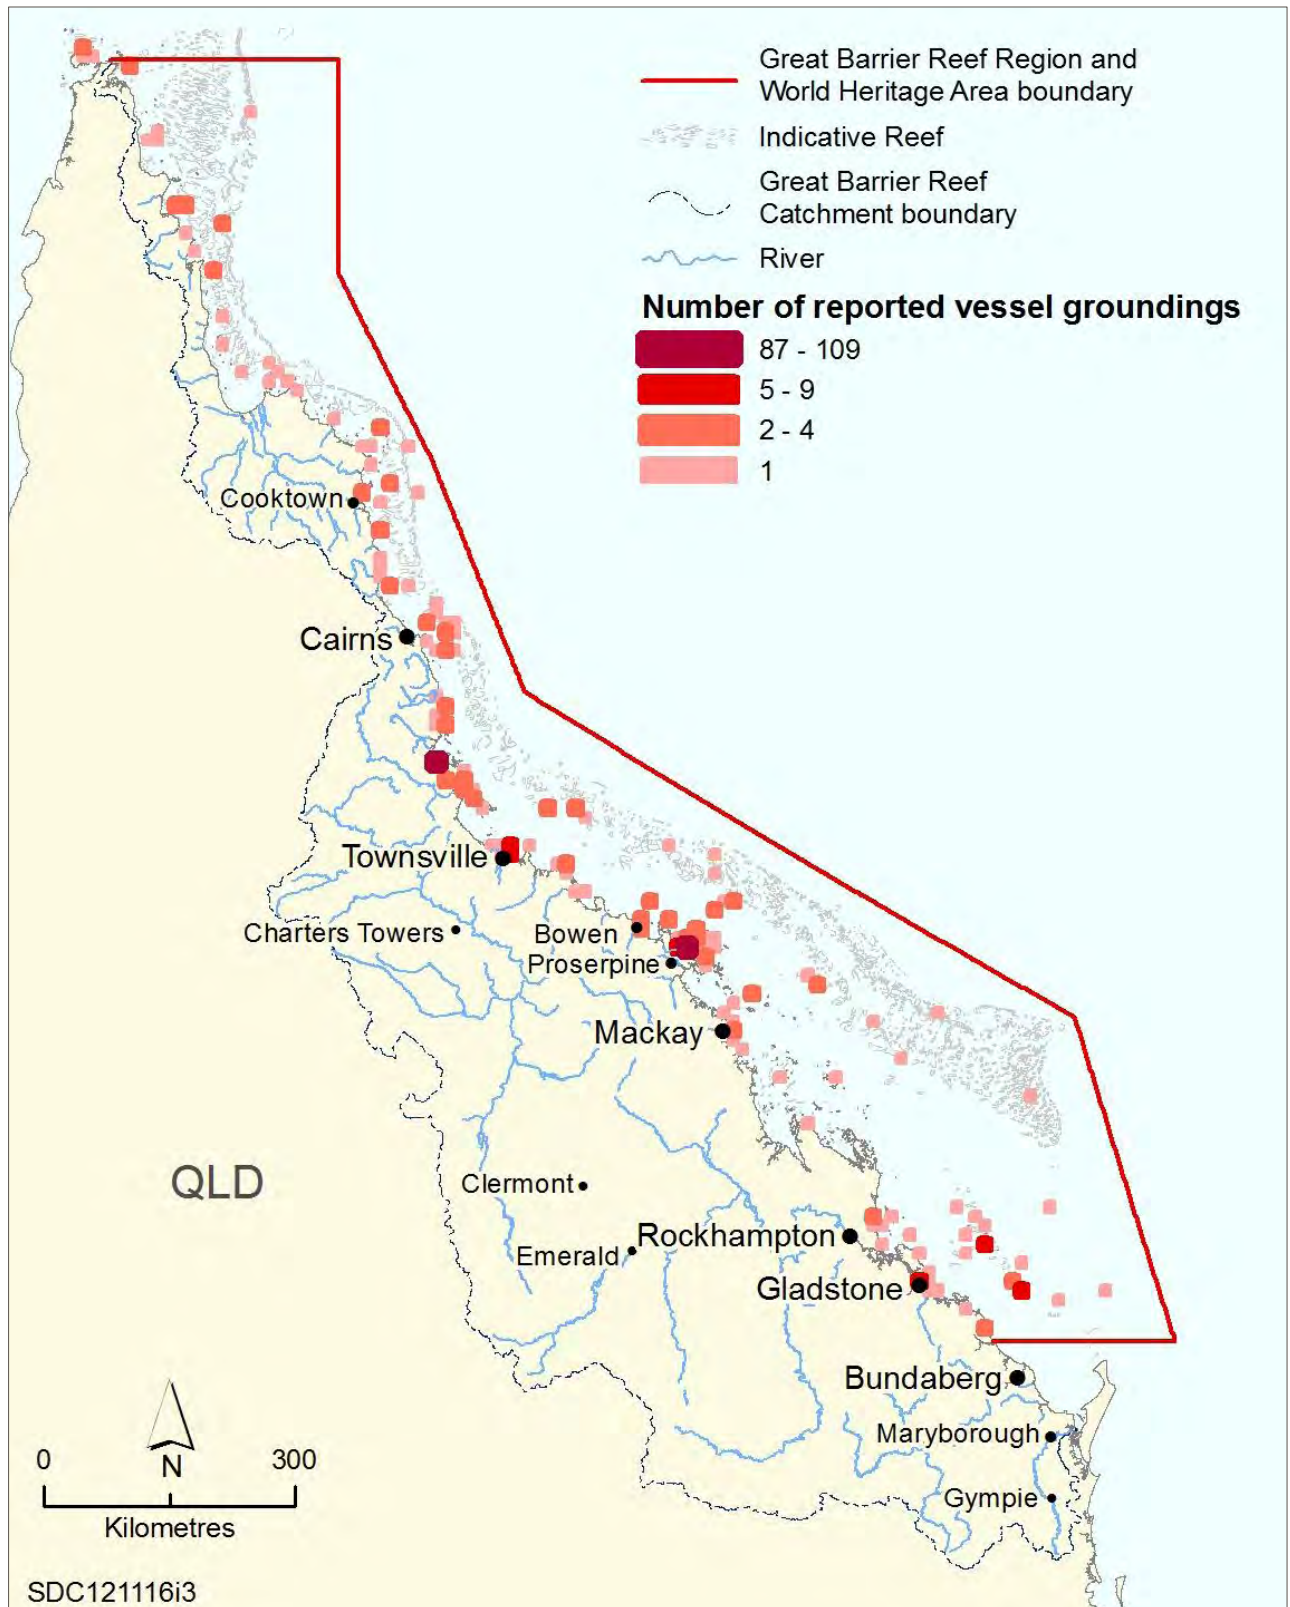 Great Barrier Reef Region and
World Heritage Area boundary
Indicative Reef
Great Barrier Reef
Catchment boundary
River
Number of reported vessel groundings
87 - 109
5 - 9
2 - 4
1
Cooktown
Cairns
Townsville
Charters Towers
Bowen
Proserpine
Mackay
QLD
Clermont
Rockhampton
Emerald
Gladstone
Bundaberg
Maryborough
Gympie
N
0 300
Kilometres
SDC121116i3